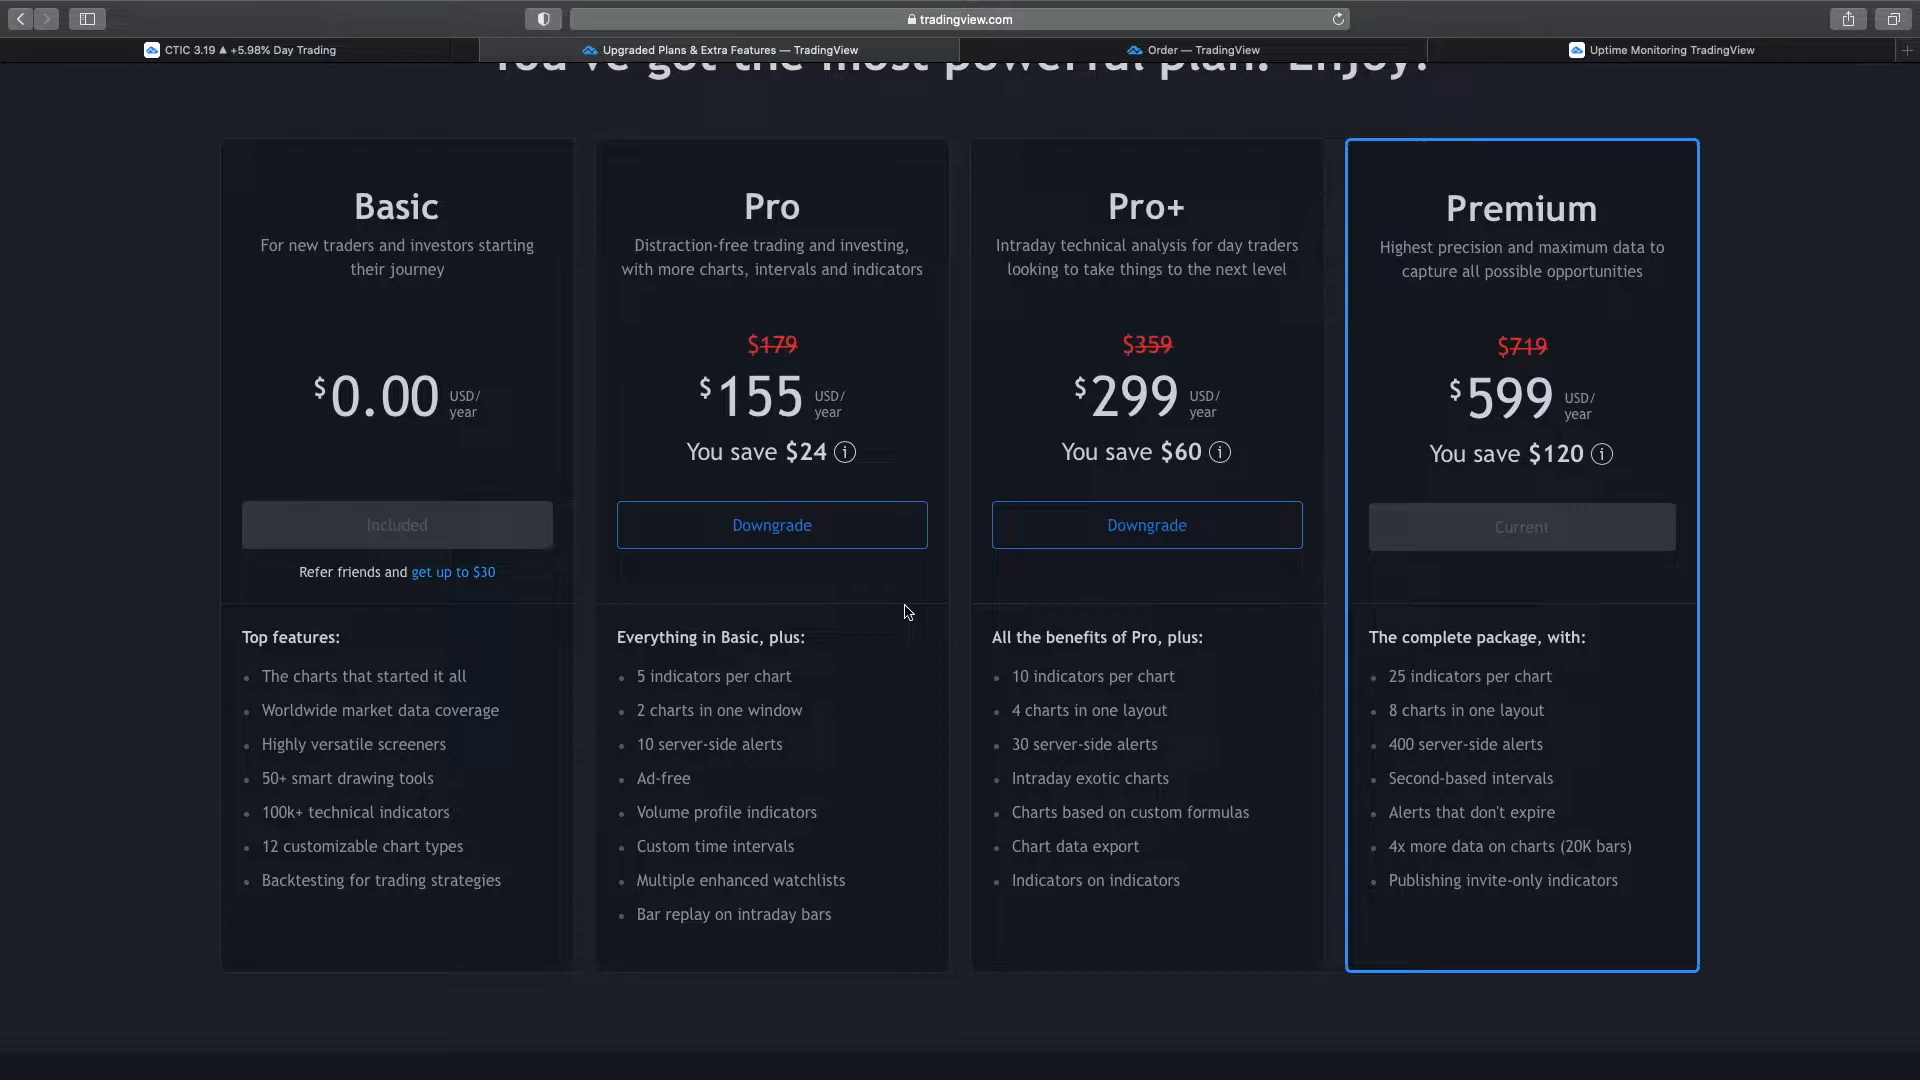 tradingview.com
CTIC 3.19 ▲ +5.98% Day Trading
Upgraded Plans & Extra Features — TradingView
Order — TradingView
Uptime Monitoring TradingView
You've got the most powerful plan. Enjoy!
Basic
For new traders and investors starting
their journey
$0.00 USD/
year
Included
Refer friends and get up to $30
Top features:
The charts that started it all
Worldwide market data coverage
Highly versatile screeners
50+ smart drawing tools
100k+ technical indicators
12 customizable chart types
Backtesting for trading strategies
Pro
Distraction-free trading and investing,
with more charts, intervals and indicators
$179
$155 USD/
year
You save $24
Downgrade
Everything in Basic, plus:
5 indicators per chart
2 charts in one window
10 server-side alerts
Ad-free
Volume profile indicators
Custom time intervals
Multiple enhanced watchlists
Bar replay on intraday bars
Pro+
Intraday technical analysis for day traders
looking to take things to the next level
$359
$299 USD/
year
You save $60
Downgrade
All the benefits of Pro, plus:
10 indicators per chart
4 charts in one layout
30 server-side alerts
Intraday exotic charts
Charts based on custom formulas
Chart data export
Indicators on indicators
Premium
Highest precision and maximum data to
capture all possible opportunities
$719
$599 USD/
year
You save $120
Current
The complete package, with:
25 indicators per chart
8 charts in one layout
400 server-side alerts
Second-based intervals
Alerts that don't expire
4x more data on charts (20K bars)
Publishing invite-only indicators